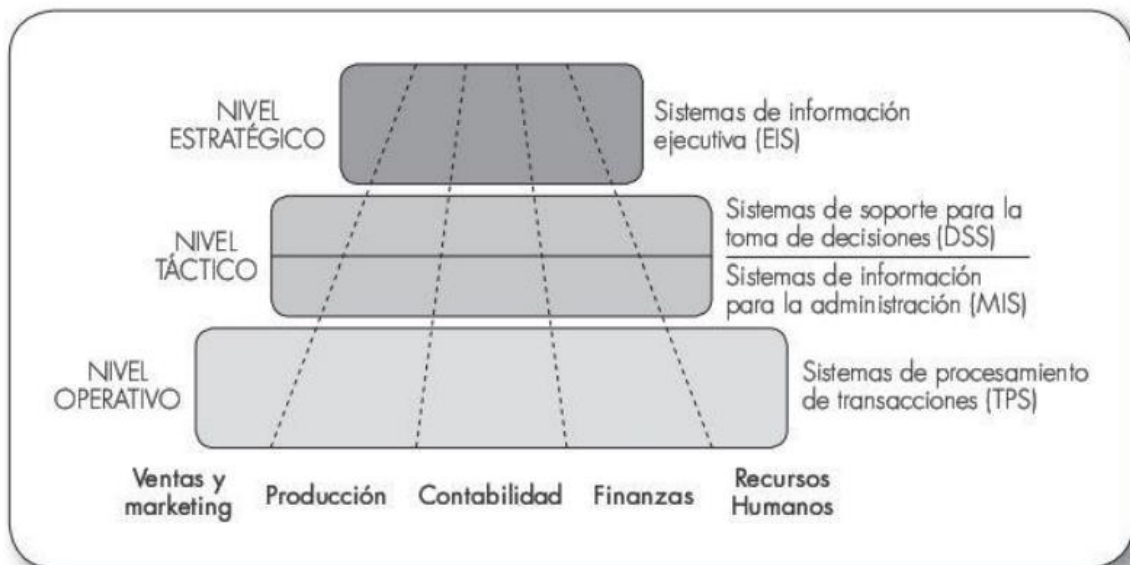 NIVEL
ESTRATÉGICO
Sistemas de información
ejecutiva (EIS)
NIVEL
TÁCTICO
Sistemas de soporte para la
toma de decisiones (DSS)
Sistemas de información
para la administración (MIS)
NIVEL
OPERATIVO
Sistemas de procesamiento
de transacciones (TPS)
Ventas y
marketing
Producción
Contabilidad
Finanzas
Recursos
Humanos